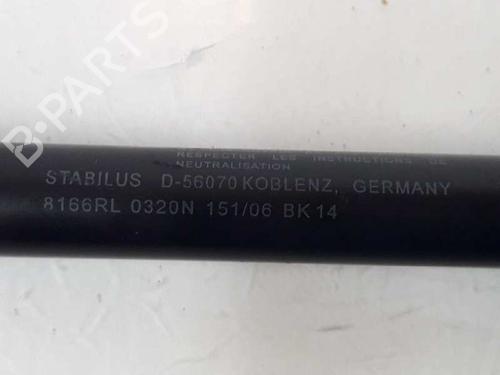 RESPECTER LES INSTRUCTIONS DE
NEUTRALISATION
STABILUS D-56070 KOBLENZ, GERMANY
8166RL 0320N 151/06 BK14
B-PARTS